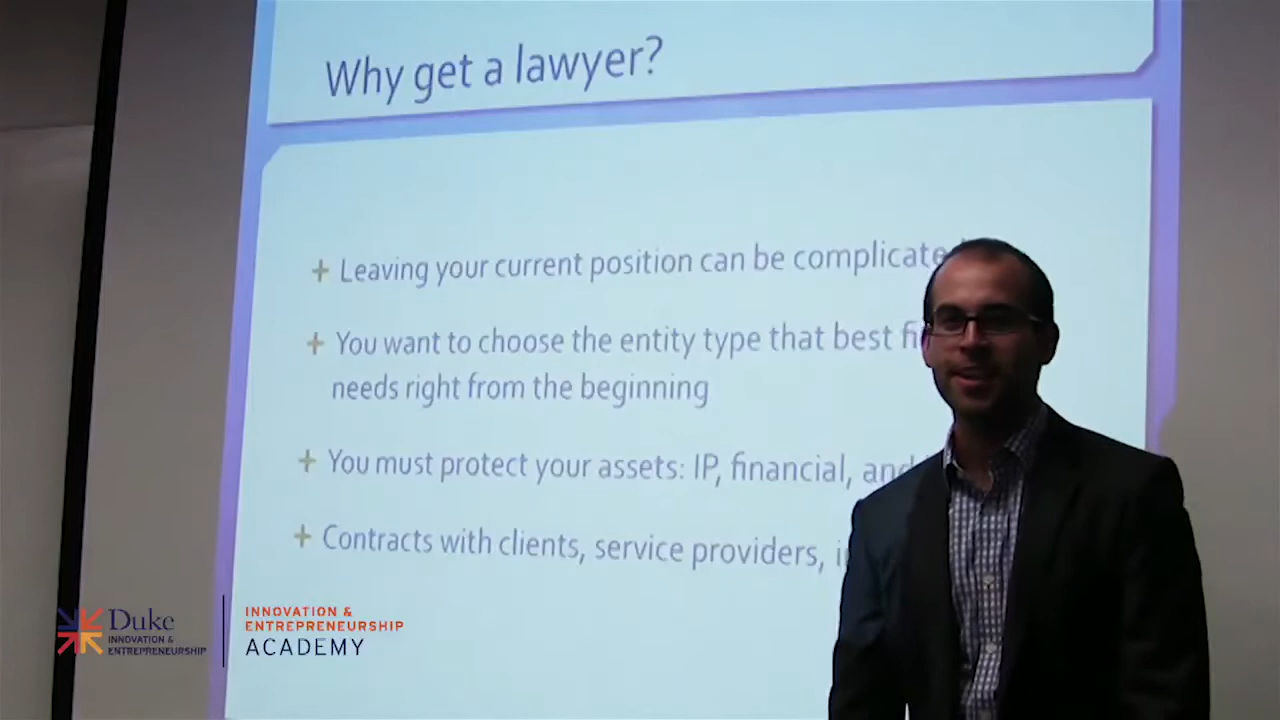 Why get a lawyer?
+ Leaving your current position can be complicate
+ You want to choose the entity type that best fi
needs right from the beginning
+ You must protect your assets: IP, financial, and
+ Contracts with clients, service providers, i
Duke
INNOVATION &
ENTREPRENEURSHIP
INNOVATION &
ENTREPRENEURSHIP
ACADEMY